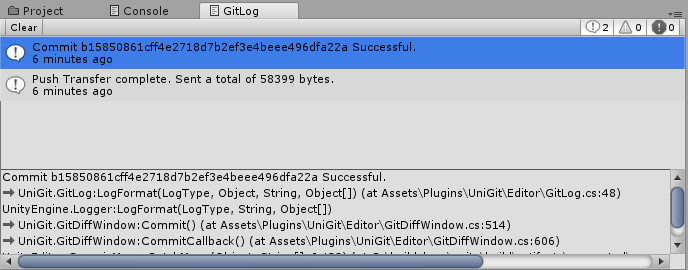 Project Console GitLog
Clear 2 0 0
Commit b15850861cff4e2718d7b2ef3e4beee496dfa22a Successful.
6 minutes ago
Push Transfer complete. Sent a total of 58399 bytes.
6 minutes ago
Commit b15850861cff4e2718d7b2ef3e4beee496dfa22a Successful.
UniGit.GitLog:LogFormat(LogType, Object, String, Object[]) (at Assets\Plugins\UniGit\Editor\GitLog.cs:48)
UnityEngine.Logger:LogFormat(LogType, String, Object[])
UniGit.GitDiffWindow:Commit() (at Assets\Plugins\UniGit\Editor\GitDiffWindow.cs:514)
UniGit.GitDiffWindow:CommitCallback() (at Assets\Plugins\UniGit\Editor\GitDiffWindow.cs:606)